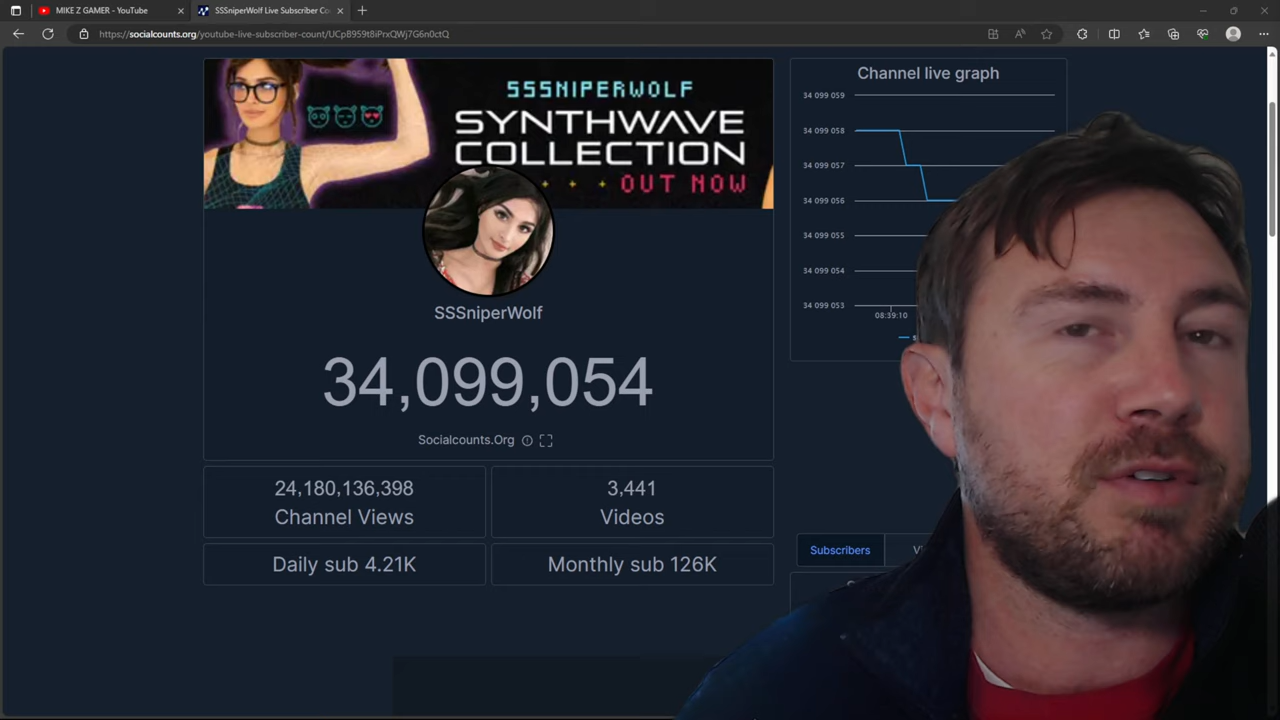 MIKE Z GAMER - YouTube
SSSniperWolf Live Subscriber Co
https://socialcounts.org/youtube-live-subscriber-count/UCpB959t8iPrxQWj7G6n0ctQ
SSSNIPERWOLF
SYNTHWAVE
COLLECTION
OUT NOW
SSSniperWolf
34,099,054
Socialcounts.Org
24,180,136,398
Channel Views
3,441
Videos
Daily sub 4.21K
Monthly sub 126K
Channel live graph
34 099 059
34 099 058
34 099 057
34 099 056
34 099 055
34 099 054
34 099 053
08:39:10
Subscribers